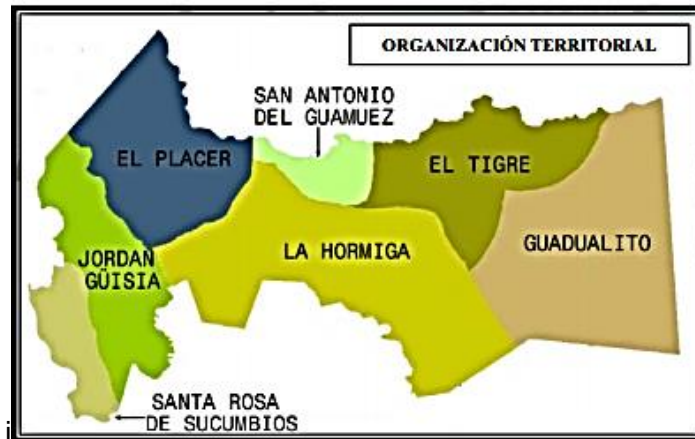 ORGANIZACIÓN TERRITORIAL
SAN ANTONIO
DEL GUAMUEZ
EL PLACER
EL TIGRE
GUADUALITO
LA HORMIGA
JORDAN
GÜISIA
SANTA ROSA
DE SUCUMBIOS
i